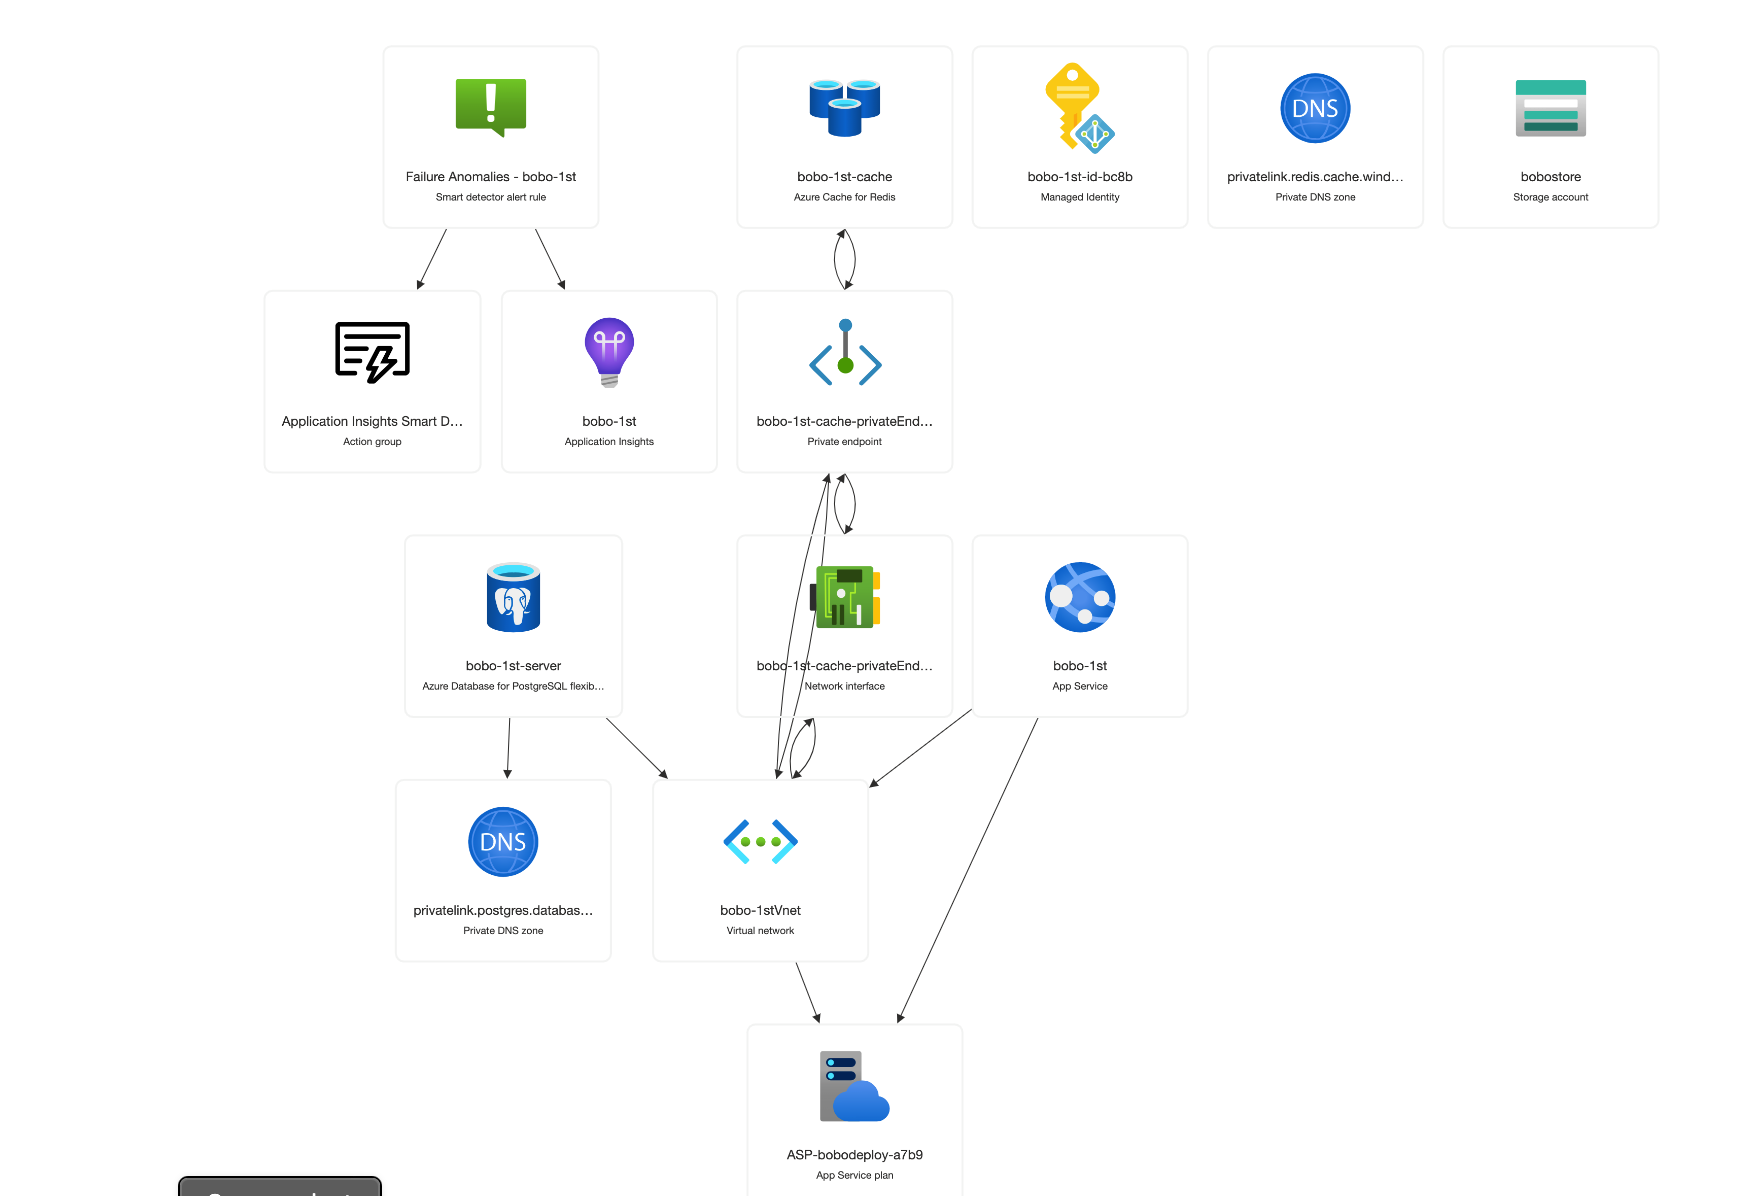 Failure Anomalies - bobo-1st
Smart detector alert rule
bobo-1st-cache
Azure Cache for Redis
bobo-1st-id-bc8b
Managed Identity
DNS
privatelink.redis.cache.wind...
Private DNS zone
bobostore
Storage account
Application Insights Smart D...
Action group
bobo-1st
Application Insights
bobo-1st-cache-privateEnd...
Private endpoint
bobo-1st-server
Azure Database for PostgreSQL flexib...
bobo-1st-cache-privateEnd...
Network interface
bobo-1st
App Service
DNS
privatelink.postgres.databas...
Private DNS zone
bobo-1stVnet
Virtual network
ASP-bobodeploy-a7b9
App Service plan